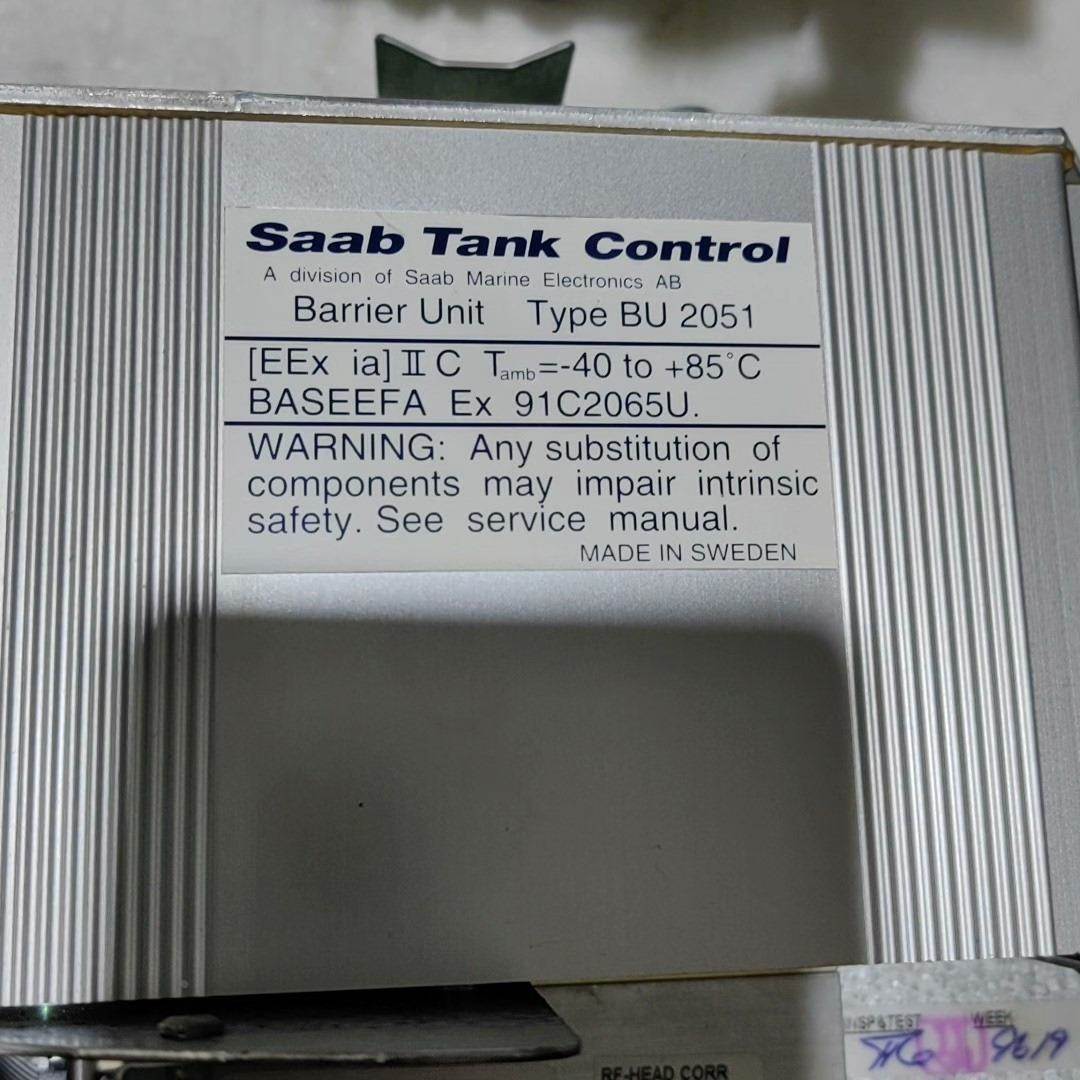 Saab Tank Control
A division of Saab Marine Electronics AB
Barrier Unit Type BU 2051
[EEx ia] II C Tamb=-40 to +85°C
BASEEFA Ex 91C2065U.
WARNING: Any substitution of
components may impair intrinsic
safety. See service manual.
MADE IN SWEDEN
INSP & TEST WEEK
9619
RF-HEAD CORR